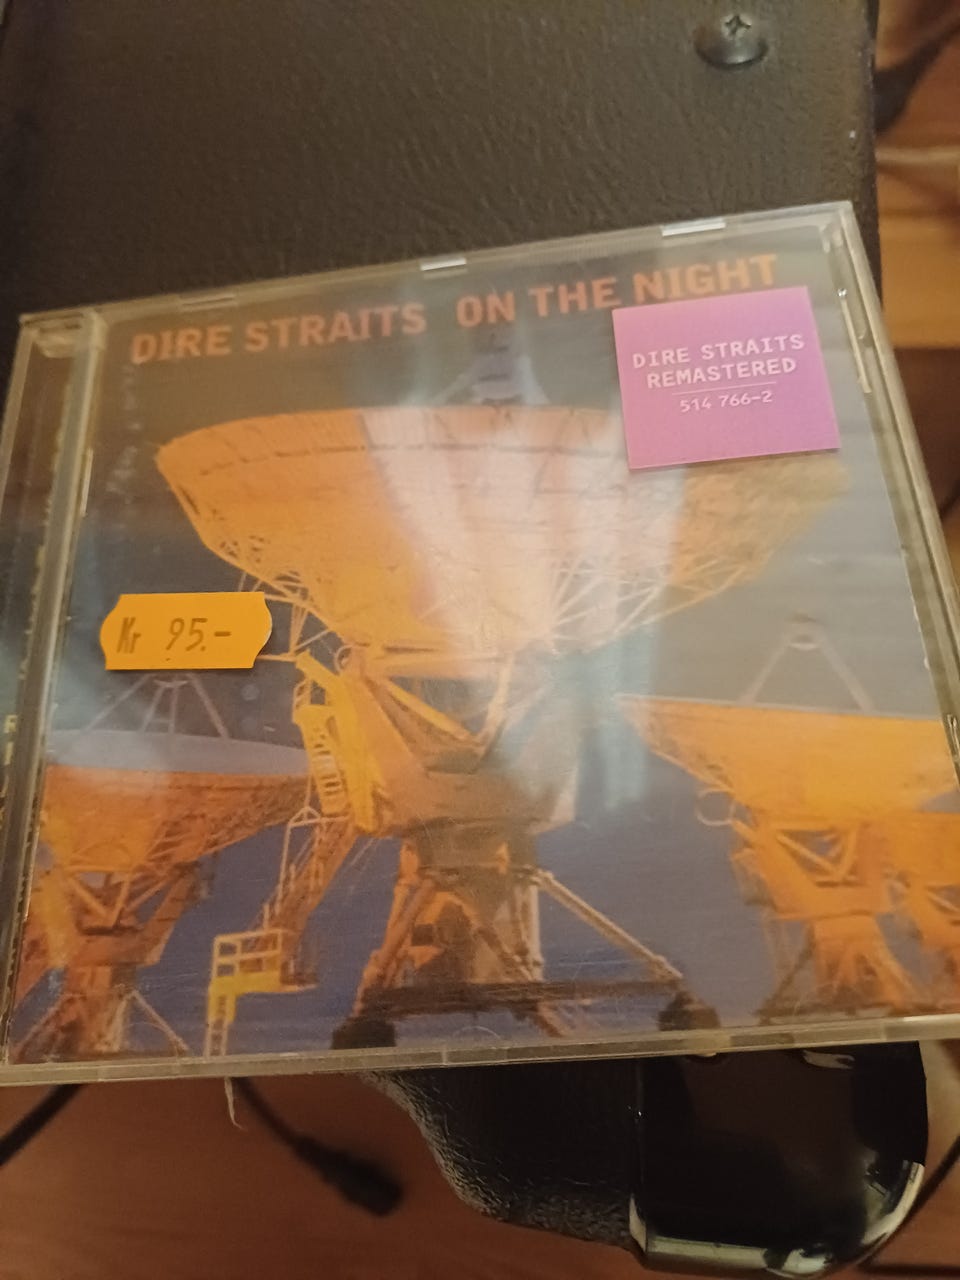 DIRE STRAITS ON THE NIGHT
DIRE STRAITS
REMASTERED
514 766-2
Kr 95.-